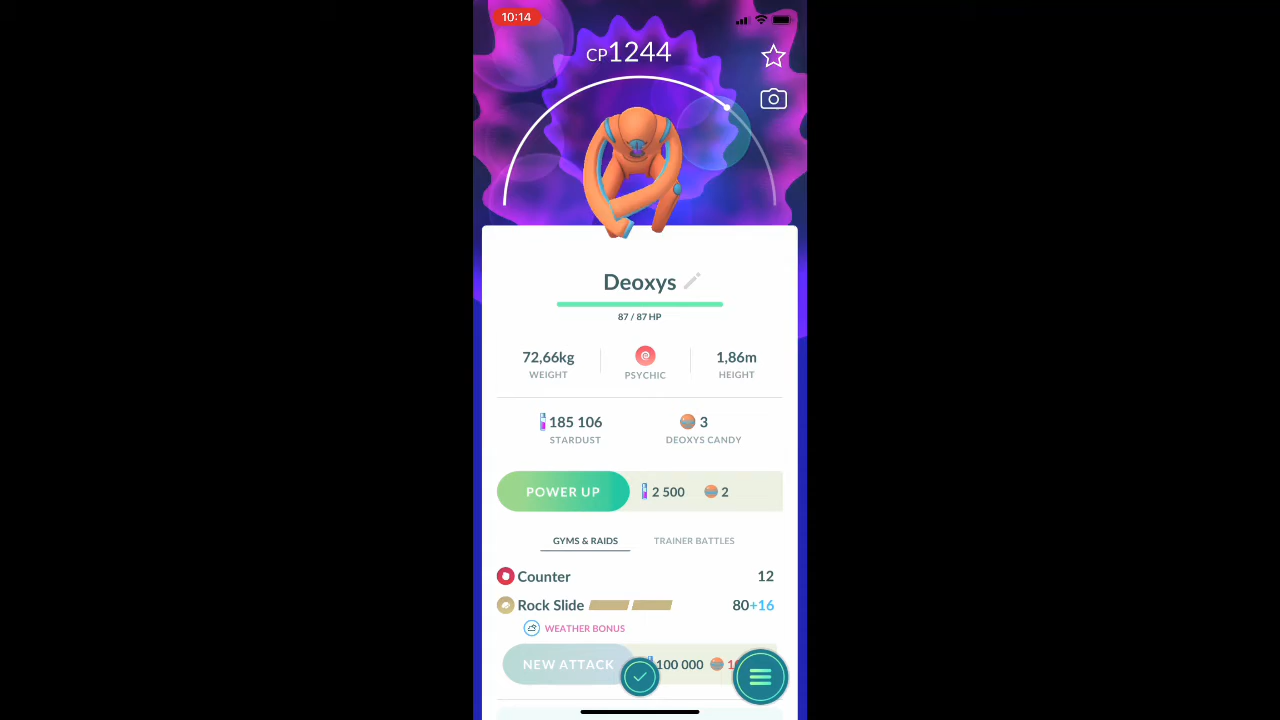 10:14
CP1244
Deoxys
87 / 87 HP
72,66kg
WEIGHT
PSYCHIC
1,86m
HEIGHT
185 106
STARDUST
3
DEOXYS CANDY
POWER UP 2 500 2
GYMS & RAIDS TRAINER BATTLES
Counter 12
Rock Slide 80+16
WEATHER BONUS
NEW ATTACK 100 000